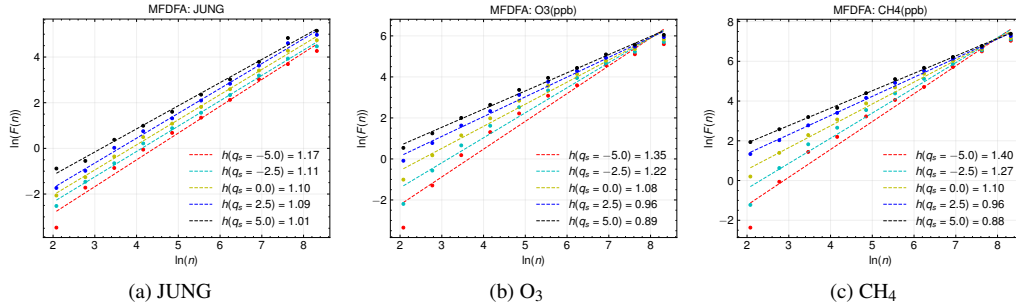 MFDFA: JUNG
ln(F(n))
4
2
0
−2
h(qs = −5.0) = 1.17
h(qs = −2.5) = 1.11
h(qs = 0.0) = 1.10
h(qs = 2.5) = 1.09
h(qs = 5.0) = 1.01
2 3 4 5 6 7 8
ln(n)
(a) JUNG
MFDFA: O3(ppb)
ln(F(n))
6
4
2
0
−2
h(qs = −5.0) = 1.35
h(qs = −2.5) = 1.22
h(qs = 0.0) = 1.08
h(qs = 2.5) = 0.96
h(qs = 5.0) = 0.89
2 3 4 5 6 7 8
ln(n)
(b) O₃
MFDFA: CH4(ppb)
ln(F(n))
8
6
4
2
0
−2
h(qs = −5.0) = 1.40
h(qs = −2.5) = 1.27
h(qs = 0.0) = 1.10
h(qs = 2.5) = 0.96
h(qs = 5.0) = 0.88
2 3 4 5 6 7 8
ln(n)
(c) CH₄